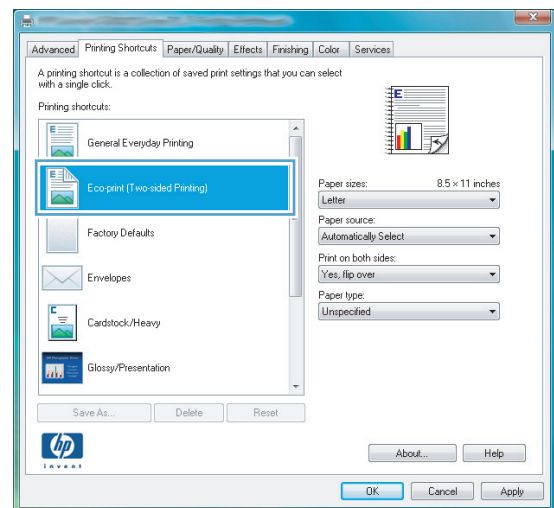 Advanced Printing Shortcuts Paper/Quality Effects Finishing Color Services
A printing shortcut is a collection of saved print settings that you can select
with a single click.
Printing shortcuts:
General Everyday Printing
Eco-print (Two-sided Printing)
Factory Defaults
Envelopes
Cardstock/Heavy
Glossy/Presentation
Paper sizes: 8.5 × 11 inches
Letter
Paper source:
Automatically Select
Print on both sides:
Yes, flip over
Paper type:
Unspecified
Save As... Delete Reset
hp
invent
About... Help
OK Cancel Apply